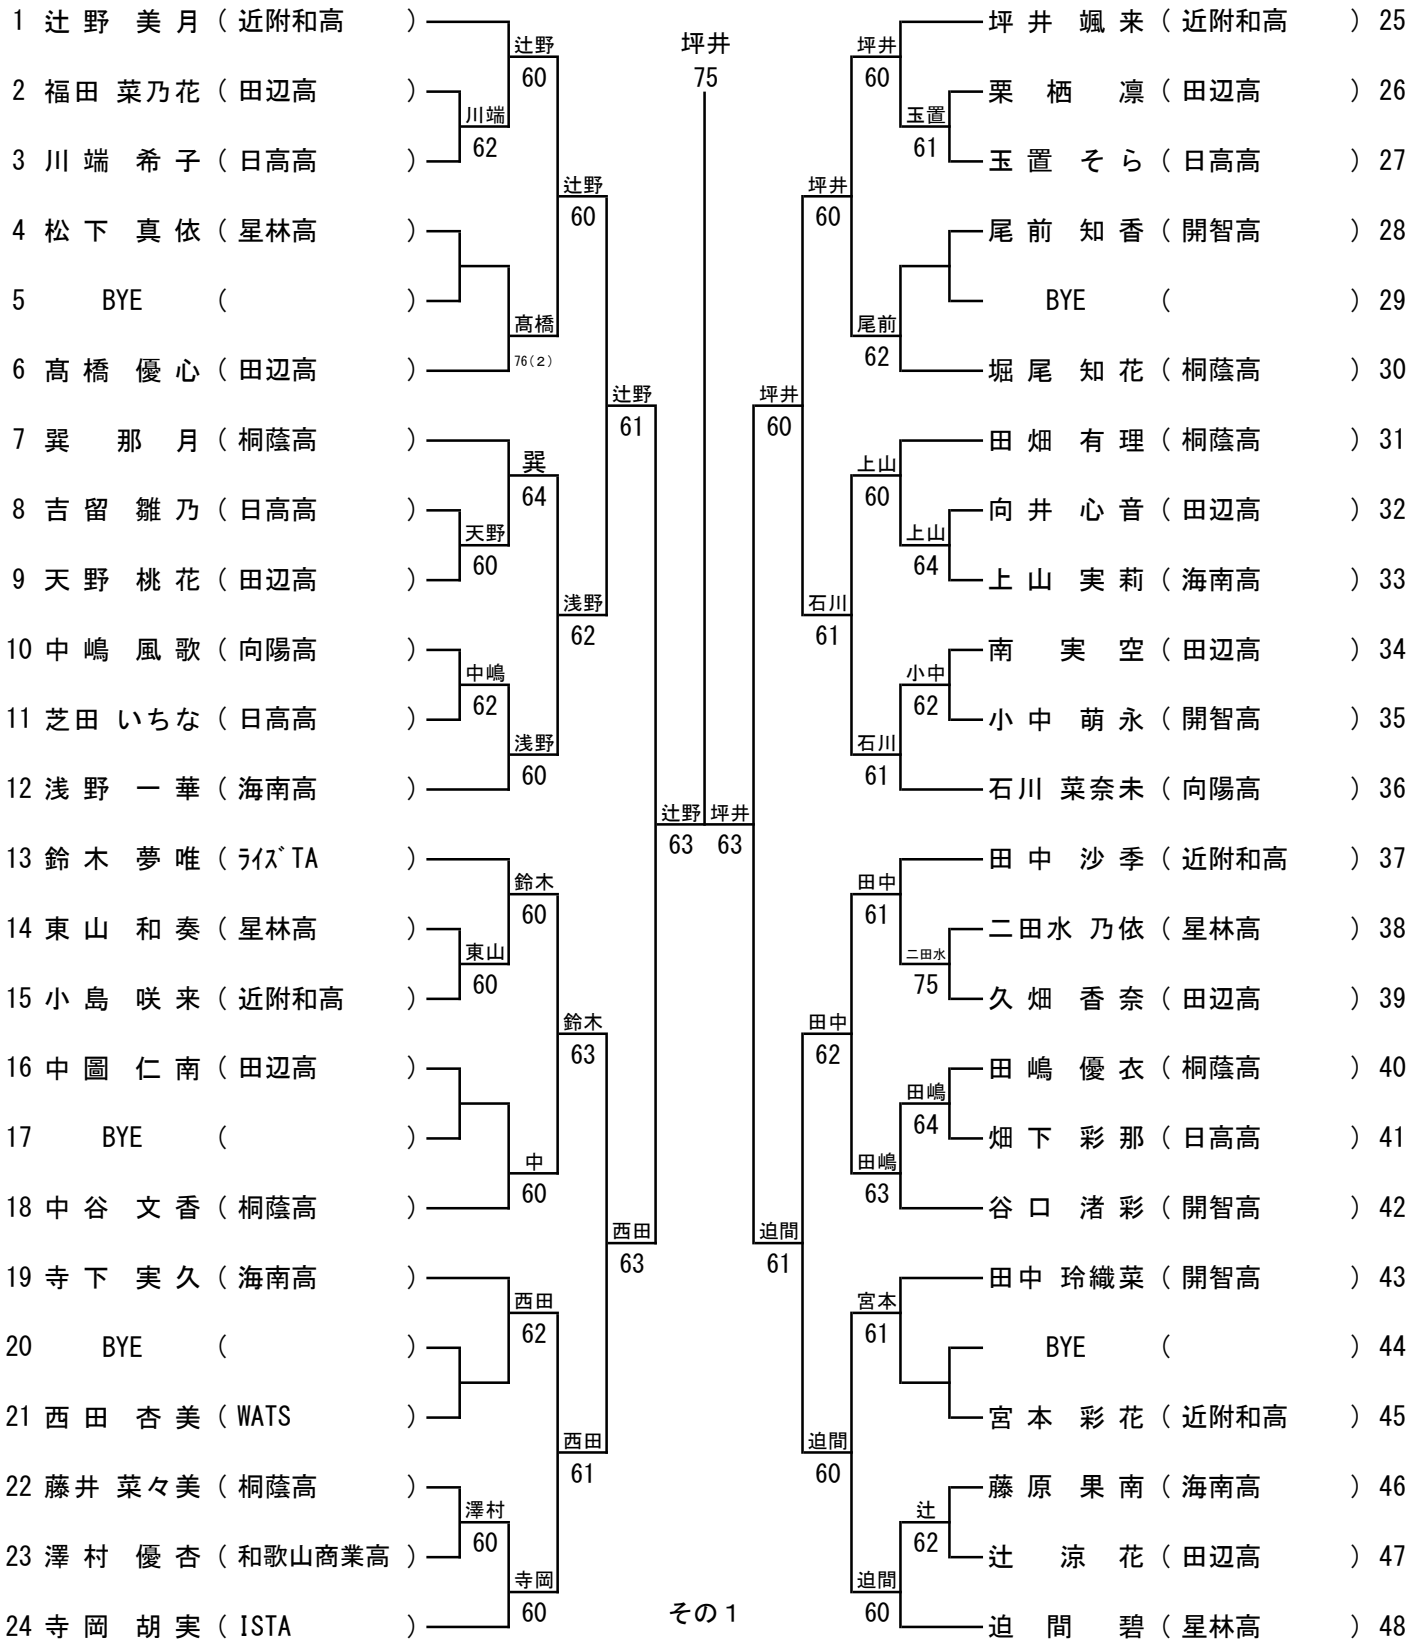 1 辻野 美月 ( 近附和高 )
2 福田 菜乃花 ( 田辺高 )
3 川端 希子 ( 日高高 )
4 松下 真依 ( 星林高 )
5 BYE ( )
6 髙橋 優心 ( 田辺高 )
7 巽 那月 ( 桐蔭高 )
8 吉留 雛乃 ( 日高高 )
9 天野 桃花 ( 田辺高 )
10 中嶋 風歌 ( 向陽高 )
11 芝田 いちな ( 日高高 )
12 浅野 一華 ( 海南高 )
13 鈴木 夢唯 ( ﾗｲｽﾞTA )
14 東山 和奏 ( 星林高 )
15 小島 咲来 ( 近附和高 )
16 中圖 仁南 ( 田辺高 )
17 BYE ( )
18 中谷 文香 ( 桐蔭高 )
19 寺下 実久 ( 海南高 )
20 BYE ( )
21 西田 杏美 ( WATS )
22 藤井 菜々美 ( 桐蔭高 )
23 澤村 優杏 ( 和歌山商業高 )
24 寺岡 胡実 ( ISTA )
川端
62
天野
60
中嶋
62
東山
60
澤村
60
辻野
60
髙橋
76(2)
巽
64
浅野
60
鈴木
60
中
60
西田
62
寺岡
60
辻野
60
浅野
62
鈴木
63
西田
61
辻野
61
西田
63
辻野
63
坪井
75
坪井
63
坪井
60
迫間
61
坪井
60
石川
61
田中
62
迫間
60
坪井
60
尾前
62
上山
60
石川
61
田中
61
田嶋
63
宮本
61
迫間
60
玉置
61
上山
64
小中
62
二田水
75
田嶋
64
辻
62
坪井 颯来 ( 近附和高 ) 25
栗栖 凛 ( 田辺高 ) 26
玉置 そら ( 日高高 ) 27
尾前 知香 ( 開智高 ) 28
BYE ( ) 29
堀尾 知花 ( 桐蔭高 ) 30
田畑 有理 ( 桐蔭高 ) 31
向井 心音 ( 田辺高 ) 32
上山 実莉 ( 海南高 ) 33
南 実空 ( 田辺高 ) 34
小中 萌永 ( 開智高 ) 35
石川 菜奈未 ( 向陽高 ) 36
田中 沙季 ( 近附和高 ) 37
二田水 乃依 ( 星林高 ) 38
久畑 香奈 ( 田辺高 ) 39
田嶋 優衣 ( 桐蔭高 ) 40
畑下 彩那 ( 日高高 ) 41
谷口 渚彩 ( 開智高 ) 42
田中 玲織菜 ( 開智高 ) 43
BYE ( ) 44
宮本 彩花 ( 近附和高 ) 45
藤原 果南 ( 海南高 ) 46
辻 涼花 ( 田辺高 ) 47
迫間 碧 ( 星林高 ) 48
その１